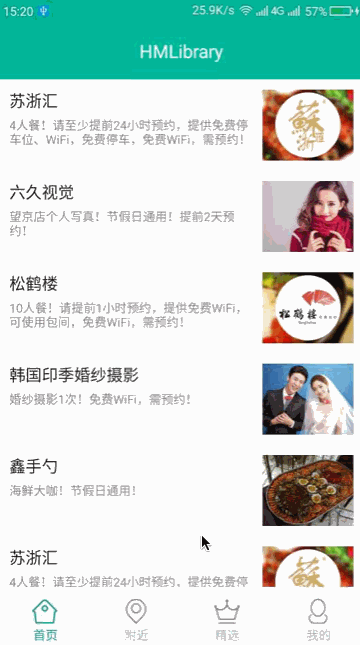 15:20 25.9K/s 4G 57%
HMLibrary
苏浙汇
4人餐！请至少提前24小时预约，提供免费停
车位、WiFi，免费停车，免费WiFi，需预约！
蘇
浙
六久视觉
望京店个人写真！节假日通用！提前2天预
约！
松鹤楼
10人餐！请提前1小时预约，提供免费WiFi，
可使用包间，免费WiFi，需预约！
松鹤楼
韩国印季婚纱摄影
婚纱摄影1次！免费WiFi，需预约！
鑫手勺
海鲜大咖！节假日通用！
苏浙汇
4人餐！请至少提前24小时预约，提供免费停
蘇
首页 附近 精选 我的